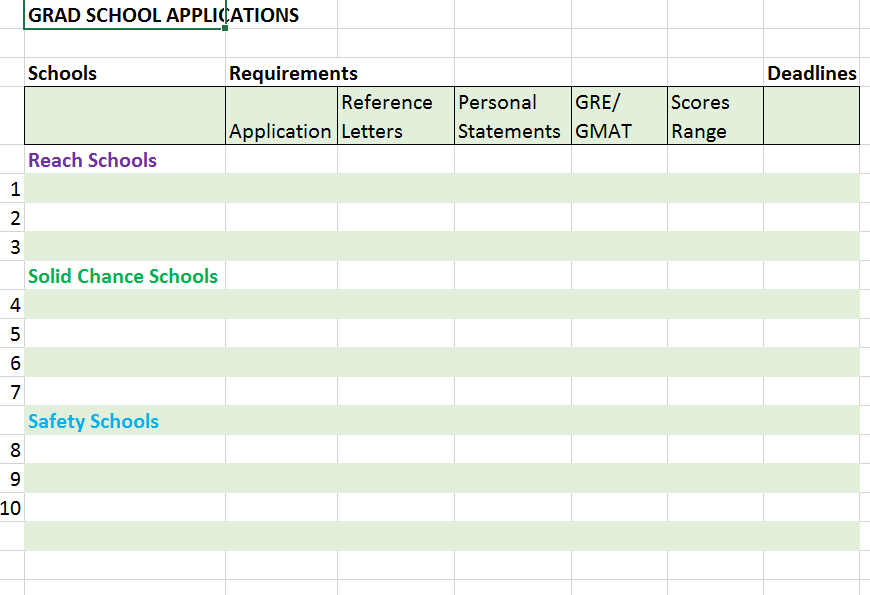 GRAD SCHOOL APPLICATIONS
Schools Requirements Deadlines
Reference Personal GRE/ Scores
Application Letters Statements GMAT Range
Reach Schools
1
2
3
Solid Chance Schools
4
5
6
7
Safety Schools
8
9
10